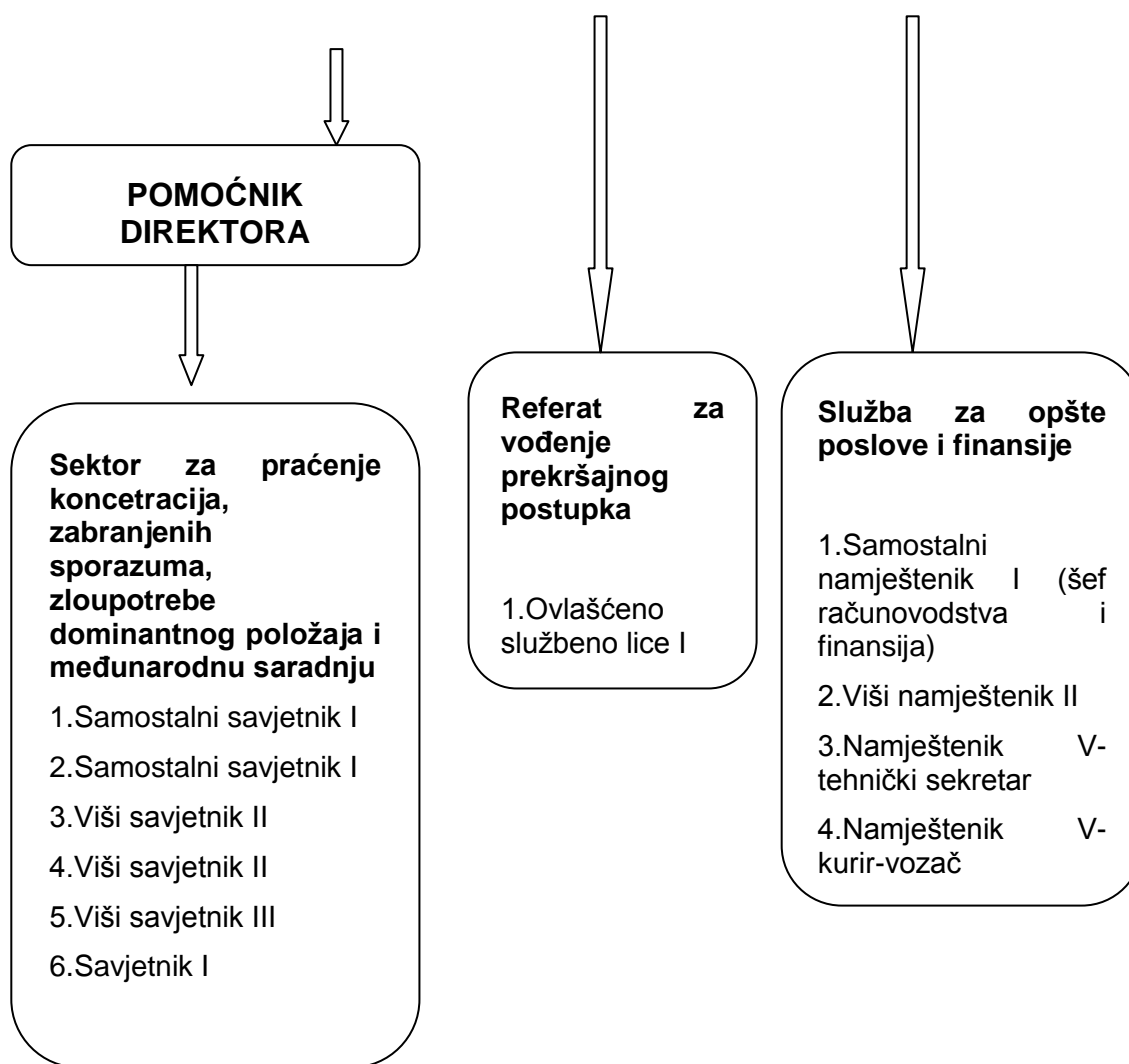 POMOĆNIK
DIREKTORA
Sektor za praćenje
koncetracija,
zabranjenih
sporazuma,
zloupotrebe
dominantnog položaja i
međunarodnu saradnju
1.Samostalni savjetnik I
2.Samostalni savjetnik I
3.Viši savjetnik II
4.Viši savjetnik II
5.Viši savjetnik III
6.Savjetnik I
Referat za
vođenje
prekršajnog
postupka
1.Ovlašćeno
službeno lice I
Služba za opšte
poslove i finansije
1.Samostalni
namještenik I (šef
računovodstva i
finansija)
2.Viši namještenik II
3.Namještenik V-
tehnički sekretar
4.Namještenik V-
kurir-vozač